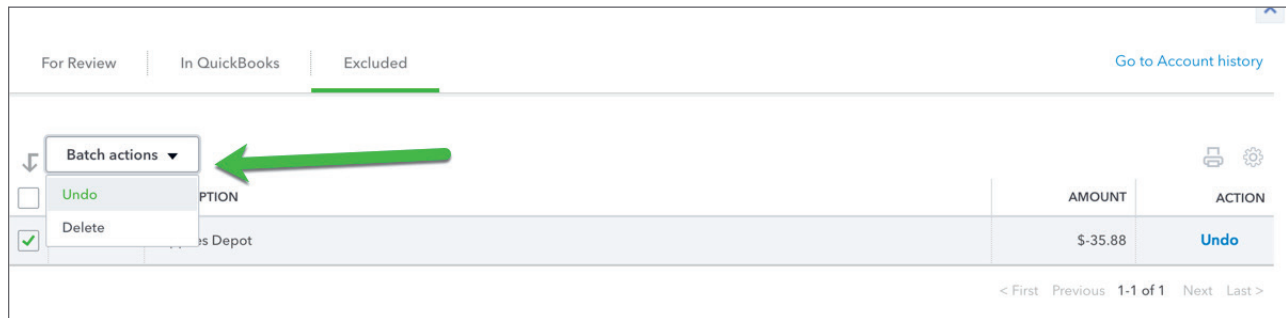 For Review In QuickBooks Excluded Go to Account history
Batch actions
Undo
PTION AMOUNT ACTION
Delete
es Depot $-35.88 Undo
< First Previous 1-1 of 1 Next Last >